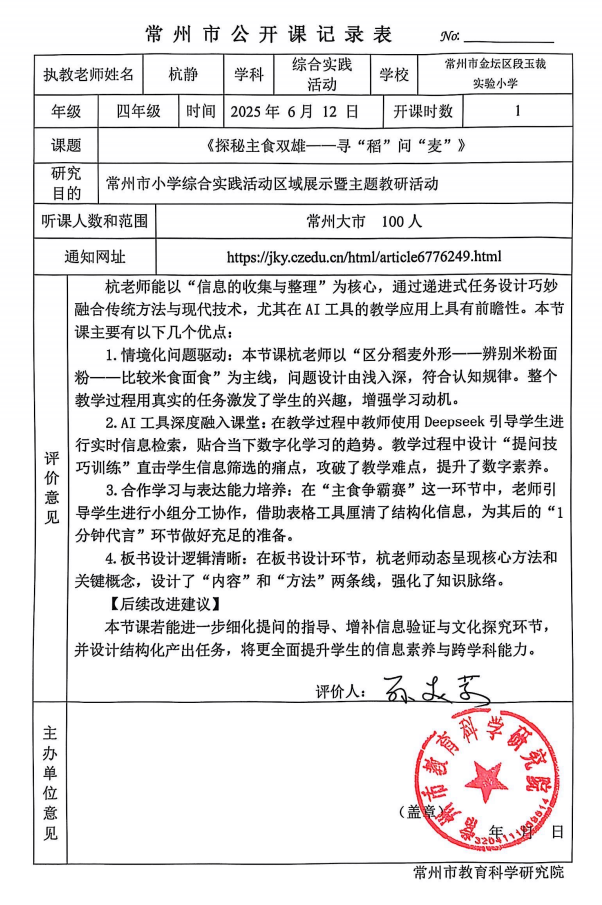 常州市公开课记录表 No:
执教老师姓名 杭静 学科 综合实践活动 学校 常州市金坛区段玉裁实验小学
年级 四年级 时间 2025 年 6 月 12 日 开课时数 1
课题 《探秘主食双雄——寻“稻”问“麦”》
研究目的 常州市小学综合实践活动区域展示暨主题教研活动
听课人数和范围 常州大市 100 人
通知网址 https://jky.czedu.cn/html/article6776249.html
评价意见
杭老师能以“信息的收集与整理”为核心，通过递进式任务设计巧妙
融合传统方法与现代技术，尤其在 AI 工具的教学应用上具有前瞻性。本节
课主要有以下几个优点：
1. 情境化问题驱动：本节课杭老师以“区分稻麦外形——辨别米粉面
粉——比较米食面食”为主线，问题设计由浅入深，符合认知规律。整个
教学过程用真实的任务激发了学生的兴趣，增强学习动机。
2. AI 工具深度融入课堂：在教学过程中教师使用 Deepseek 引导学生进
行实时信息检索，贴合当下数字化学习的趋势。教学过程中设计“提问技
巧训练”直击学生信息筛选的痛点，攻破了教学难点，提升了数字素养。
3. 合作学习与表达能力培养：在“主食争霸赛”这一环节中，老师引
导学生进行小组分工协作，借助表格工具厘清了结构化信息，为其后的“1
分钟代言”环节做好充足的准备。
4. 板书设计逻辑清晰：在板书设计环节，杭老师动态呈现核心方法和
关键概念，设计了“内容”和“方法”两条线，强化了知识脉络。
【后续改进建议】
本节课若能进一步细化提问的指导、增补信息验证与文化探究环节，
并设计结构化产出任务，将更全面提升学生的信息素养与跨学科能力。
评价人：
主办单位意见
常州市教育科学研究院
（盖章）
年 月 日
常州市教育科学研究院